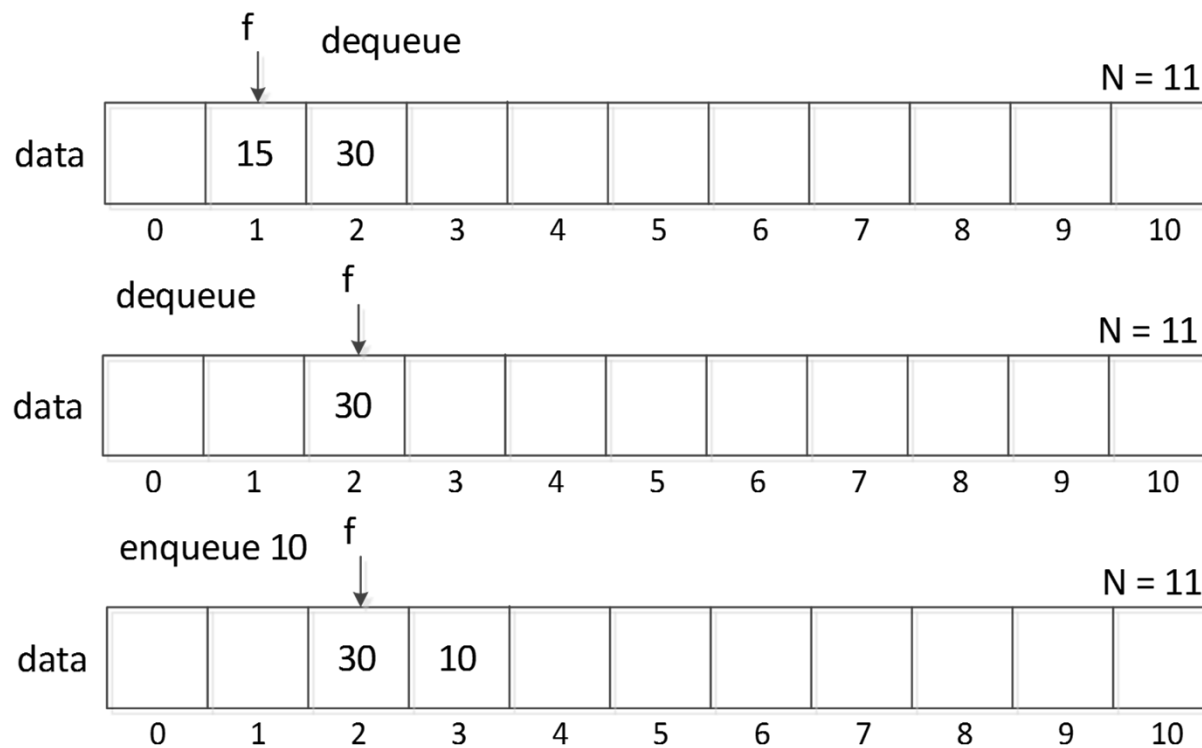 f
dequeue
N = 11
data 15 30
0 1 2 3 4 5 6 7 8 9 10
f
dequeue
N = 11
data 30
0 1 2 3 4 5 6 7 8 9 10
f
enqueue 10
N = 11
data 30 10
0 1 2 3 4 5 6 7 8 9 10